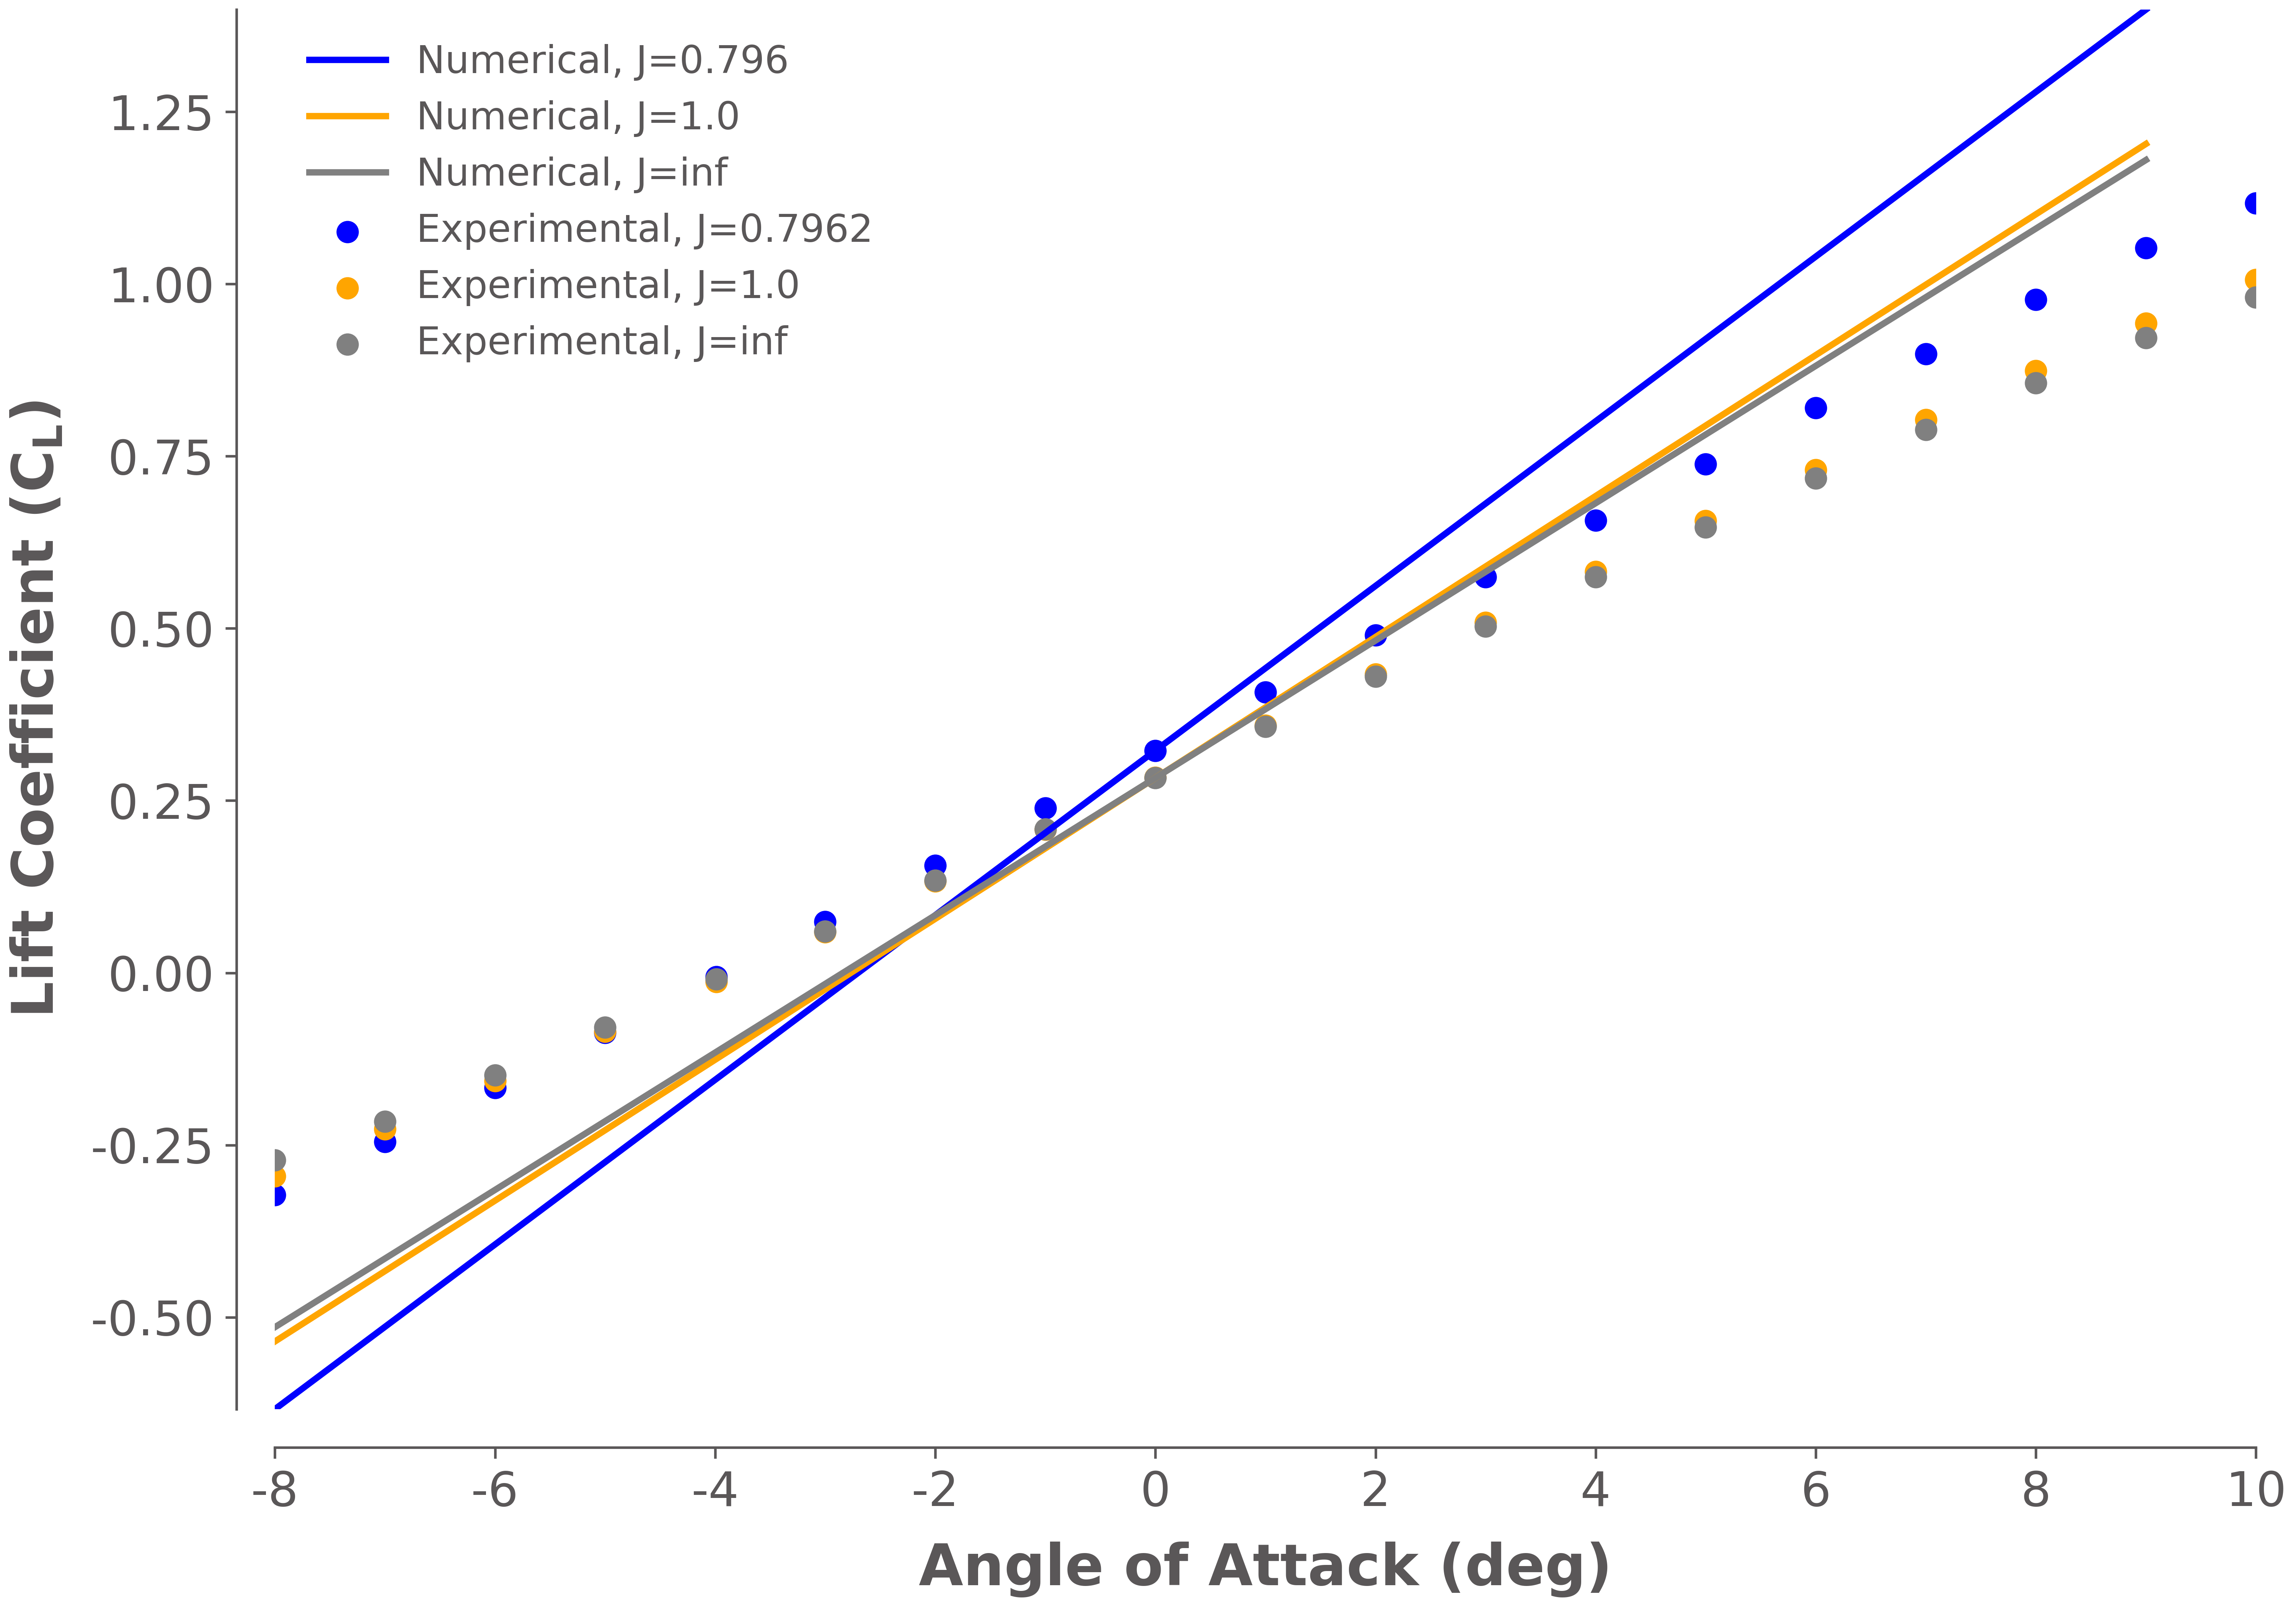 Numerical, J=0.796
Numerical, J=1.0
Numerical, J=inf
Experimental, J=0.7962
Experimental, J=1.0
Experimental, J=inf
1.25
1.00
0.75
0.50
0.25
0.00
-0.25
-0.50
Lift Coefficient (C_L)
-8 -6 -4 -2 0 2 4 6 8 10
Angle of Attack (deg)